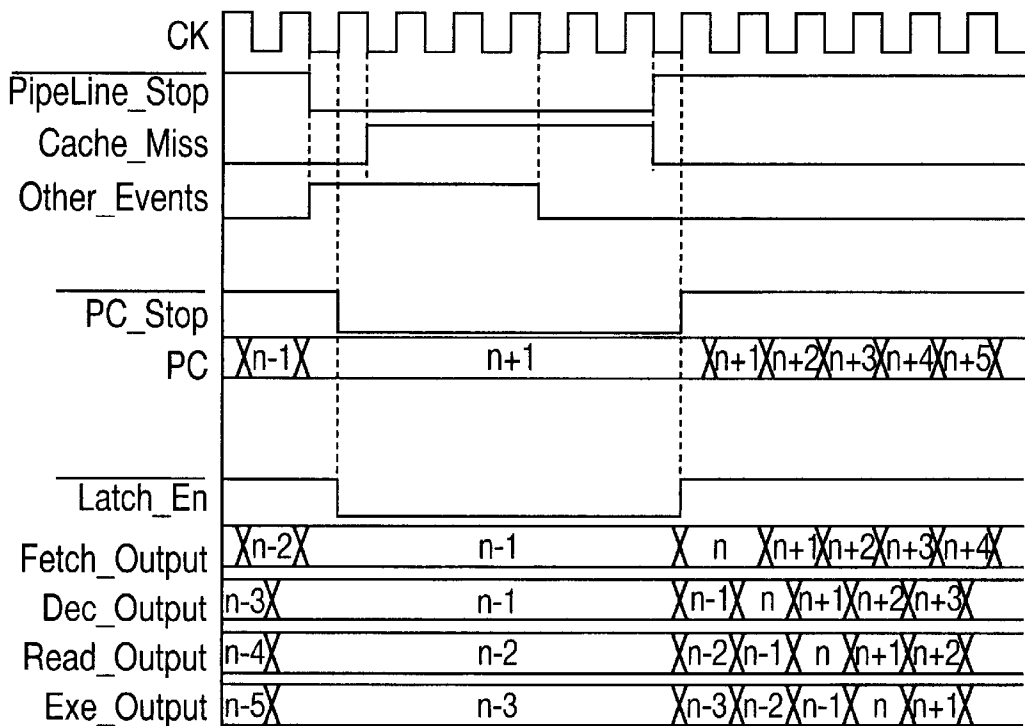 CK
PipeLine_Stop
Cache_Miss
Other_Events
PC_Stop
PC n-1 n+1 n+1 n+2 n+3 n+4 n+5
Latch_En
Fetch_Output n-2 n-1 n n+1 n+2 n+3 n+4
Dec_Output n-3 n-1 n-1 n n+1 n+2 n+3
Read_Output n-4 n-2 n-2 n-1 n n+1 n+2
Exe_Output n-5 n-3 n-3 n-2 n-1 n n+1